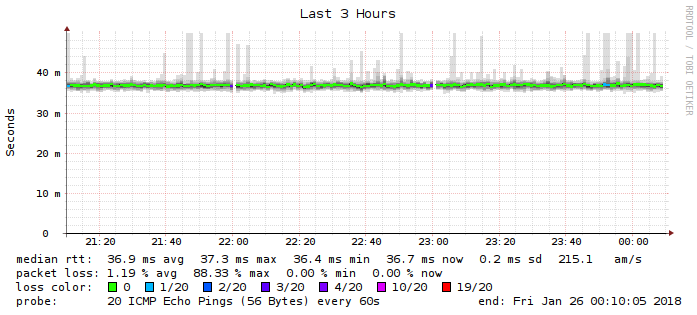 Last 3 Hours
RRDTOOL / TOBI OETIKER
Seconds
40 m
30 m
20 m
10 m
0
21:20 21:40 22:00 22:20 22:40 23:00 23:20 23:40 00:00
median rtt: 36.9 ms avg 37.3 ms max 36.4 ms min 36.7 ms now 0.2 ms sd 215.1 am/s
packet loss: 1.19 % avg 88.33 % max 0.00 % min 0.00 % now
loss color: 0 1/20 2/20 3/20 4/20 10/20 19/20
probe: 20 ICMP Echo Pings (56 Bytes) every 60s end: Fri Jan 26 00:10:05 2018